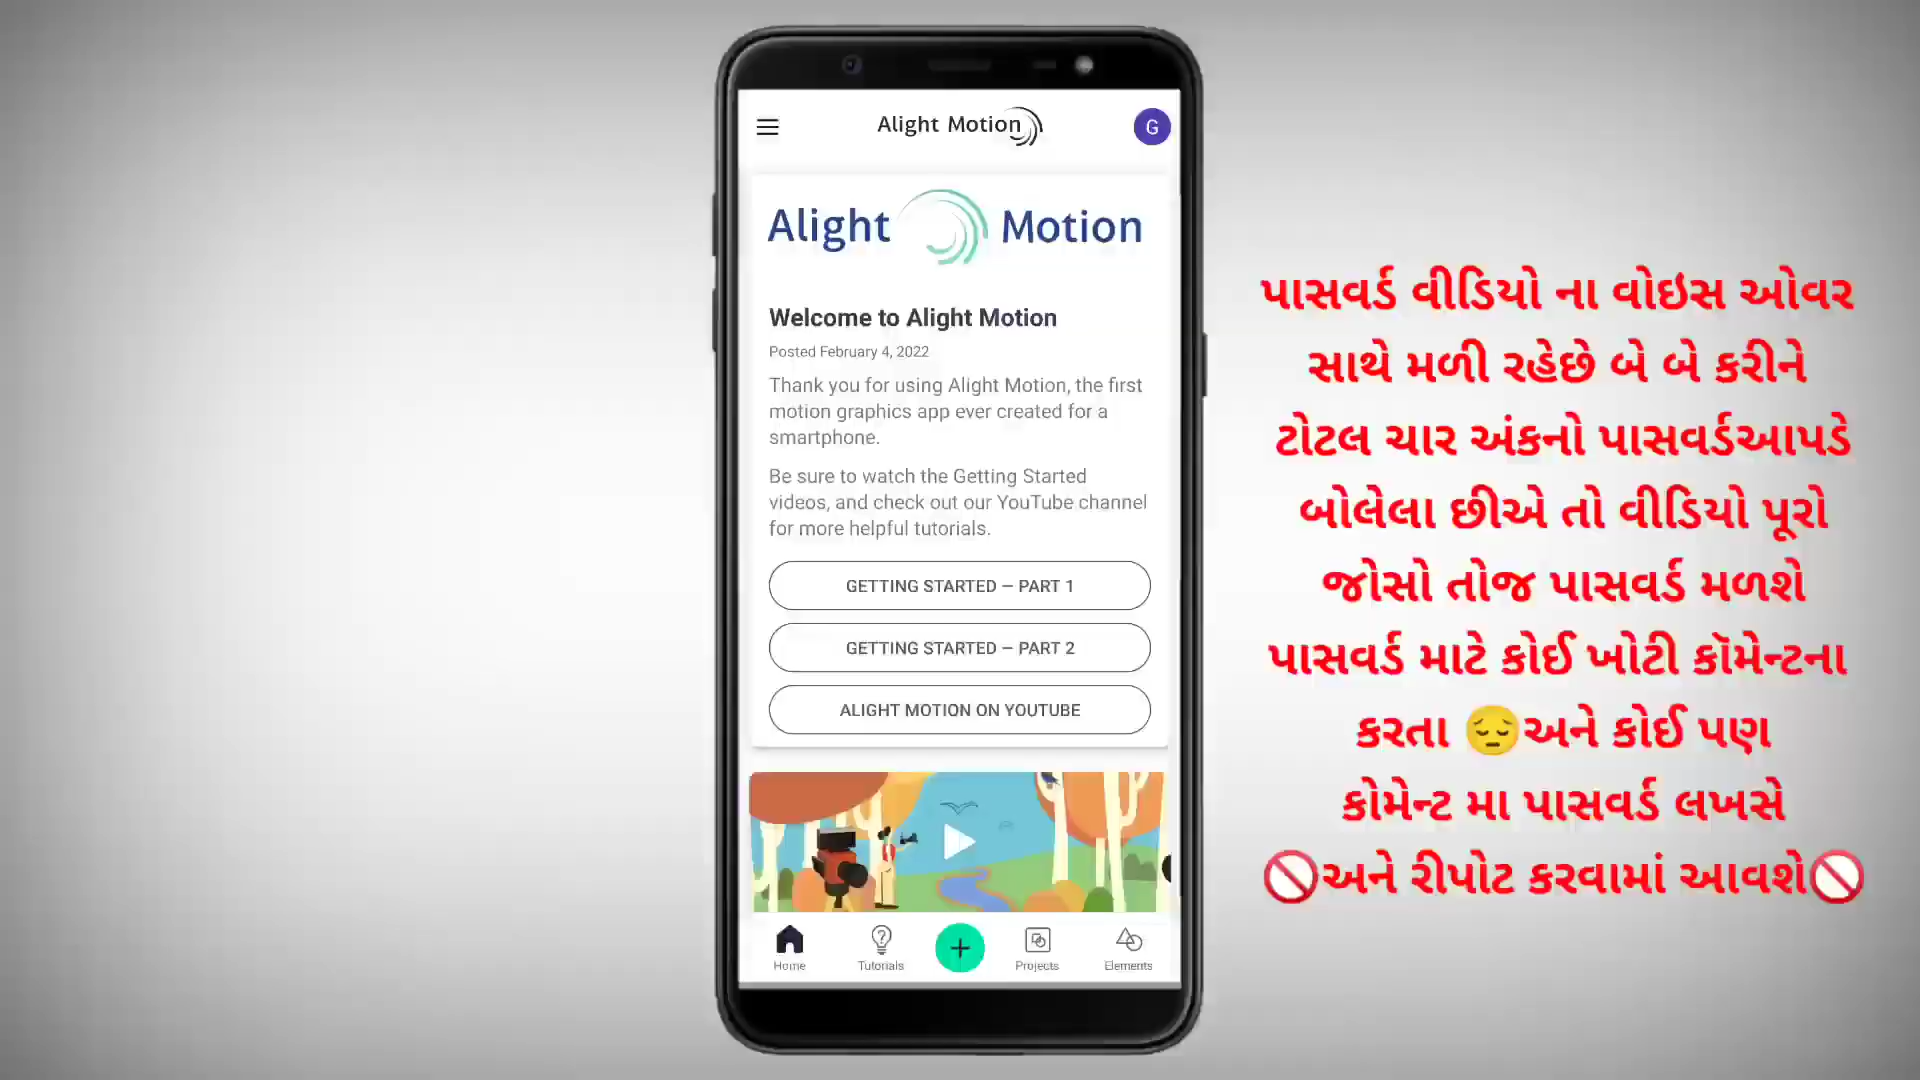 Alight Motion
G
Alight Motion
Welcome to Alight Motion
Posted February 4, 2022
Thank you for using Alight Motion, the first
motion graphics app ever created for a
smartphone.
Be sure to watch the Getting Started
videos, and check out our YouTube channel
for more helpful tutorials.
GETTING STARTED – PART 1
GETTING STARTED – PART 2
ALIGHT MOTION ON YOUTUBE
Home
Tutorials
Projects
Elements
પાસવર્ડ વીડિયો ના વોઇસ ઓવર
સાથે મળી રહેછે બે બે કરીને
ટોટલ ચાર અંકનો પાસવર્ડઆપડે
બોલેલા છીએ તો વીડિયો પૂરો
જોસો તોજ પાસવર્ડ મળશે
પાસવર્ડ માટે કોઈ ખોટી કૉમેન્ટના
કરતા 😔અને કોઈ પણ
કોમેન્ટ મા પાસવર્ડ લખસે
🚫અને રીપોટ કરવામાં આવશે🚫